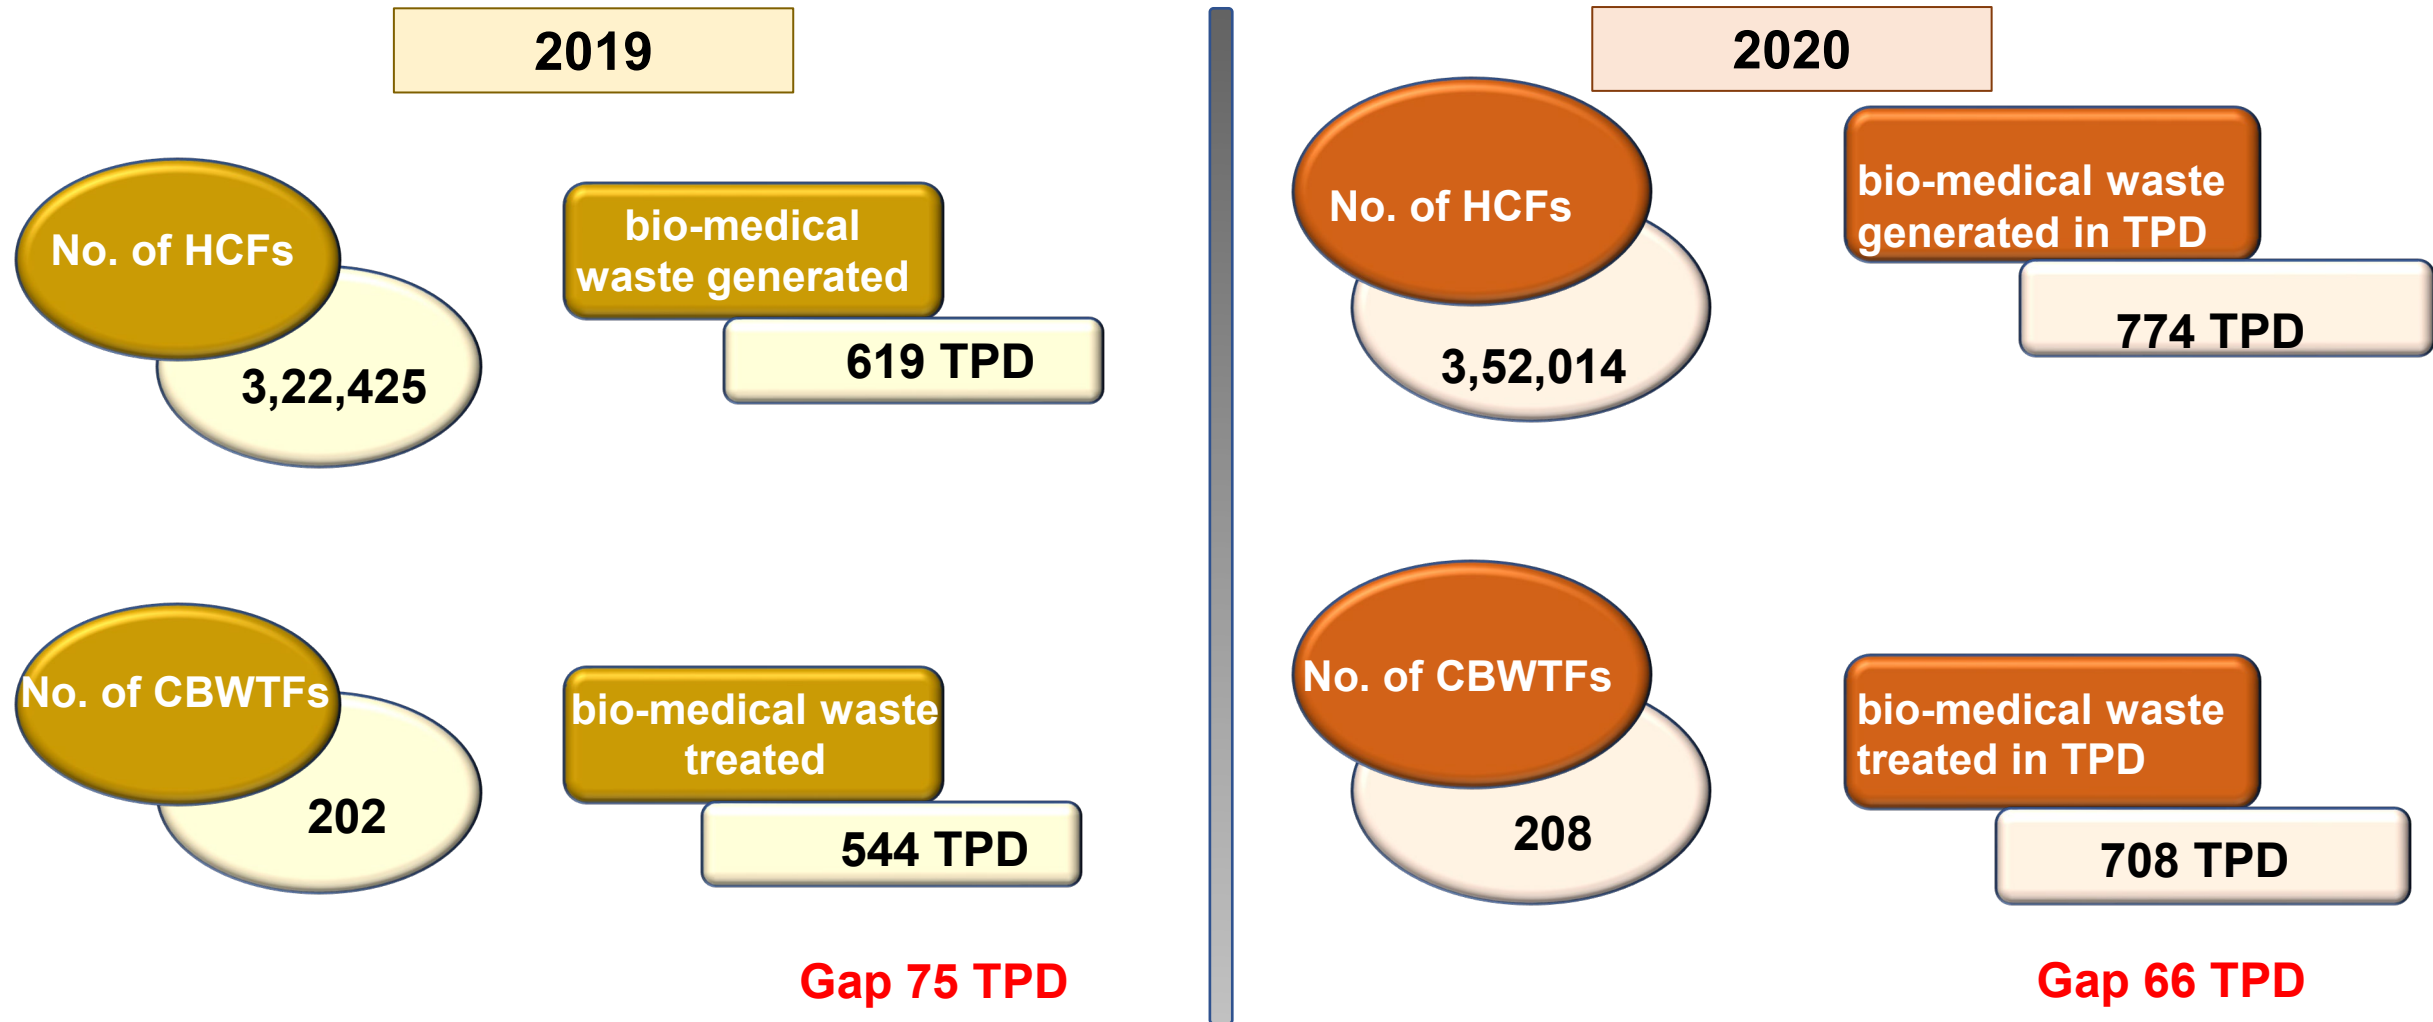 2019
No. of HCFs
3,22,425
bio-medical
waste generated
619 TPD
No. of CBWTFs
202
bio-medical waste
treated
544 TPD
Gap 75 TPD
2020
No. of HCFs
3,52,014
bio-medical waste
generated in TPD
774 TPD
No. of CBWTFs
208
bio-medical waste
treated in TPD
708 TPD
Gap 66 TPD